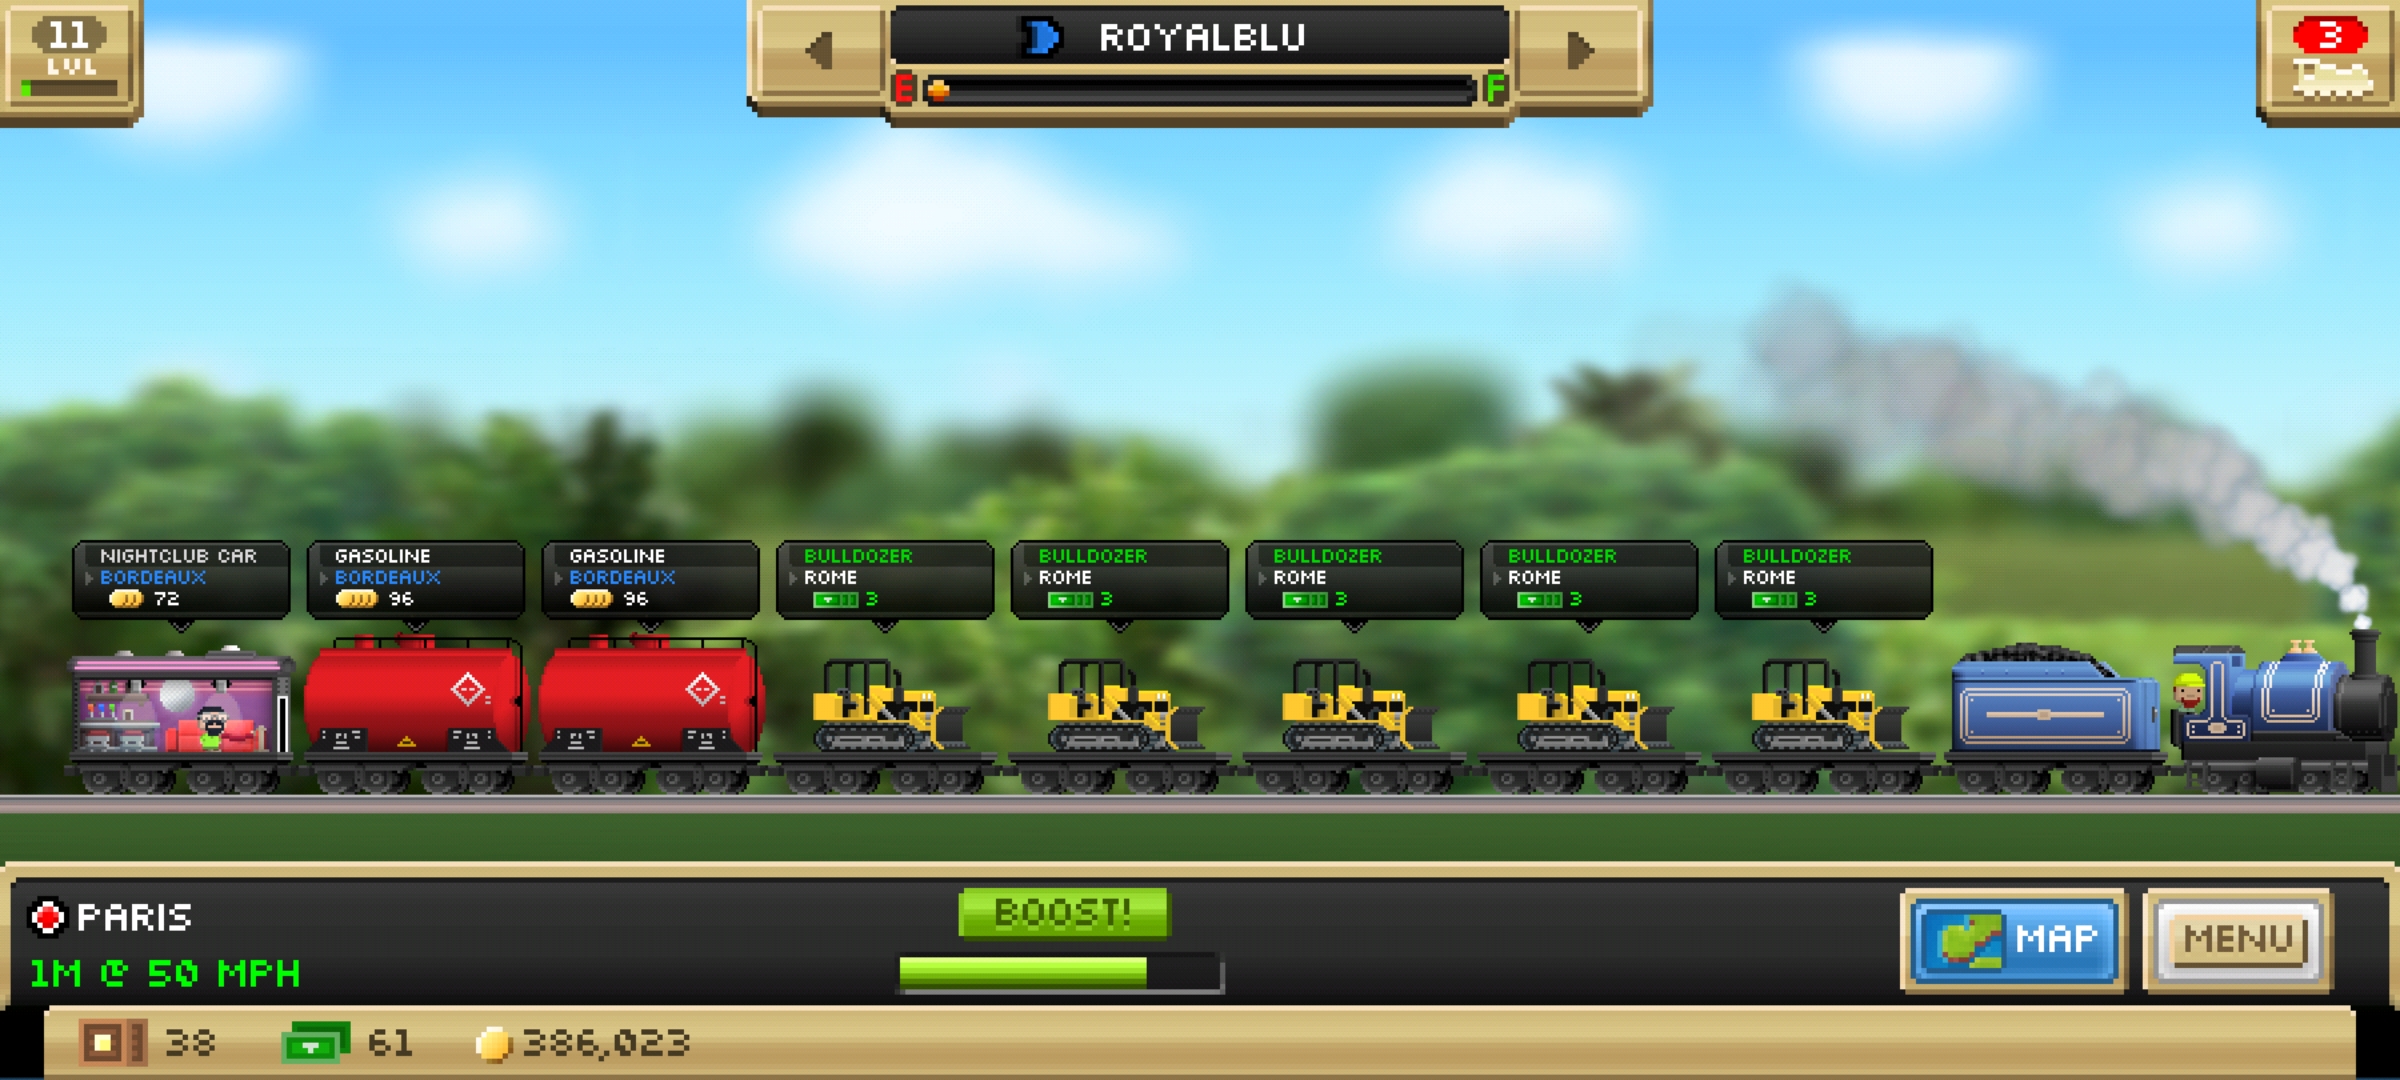 11
LVL
ROYALBLU
E F
3
NIGHTCLUB CAR
BORDEAUX
72
GASOLINE
BORDEAUX
96
GASOLINE
BORDEAUX
96
BULLDOZER
ROME
3
BULLDOZER
ROME
3
BULLDOZER
ROME
3
BULLDOZER
ROME
3
BULLDOZER
ROME
3
PARIS
1M @ 50 MPH
BOOST!
MAP
MENU
38
61
386,023